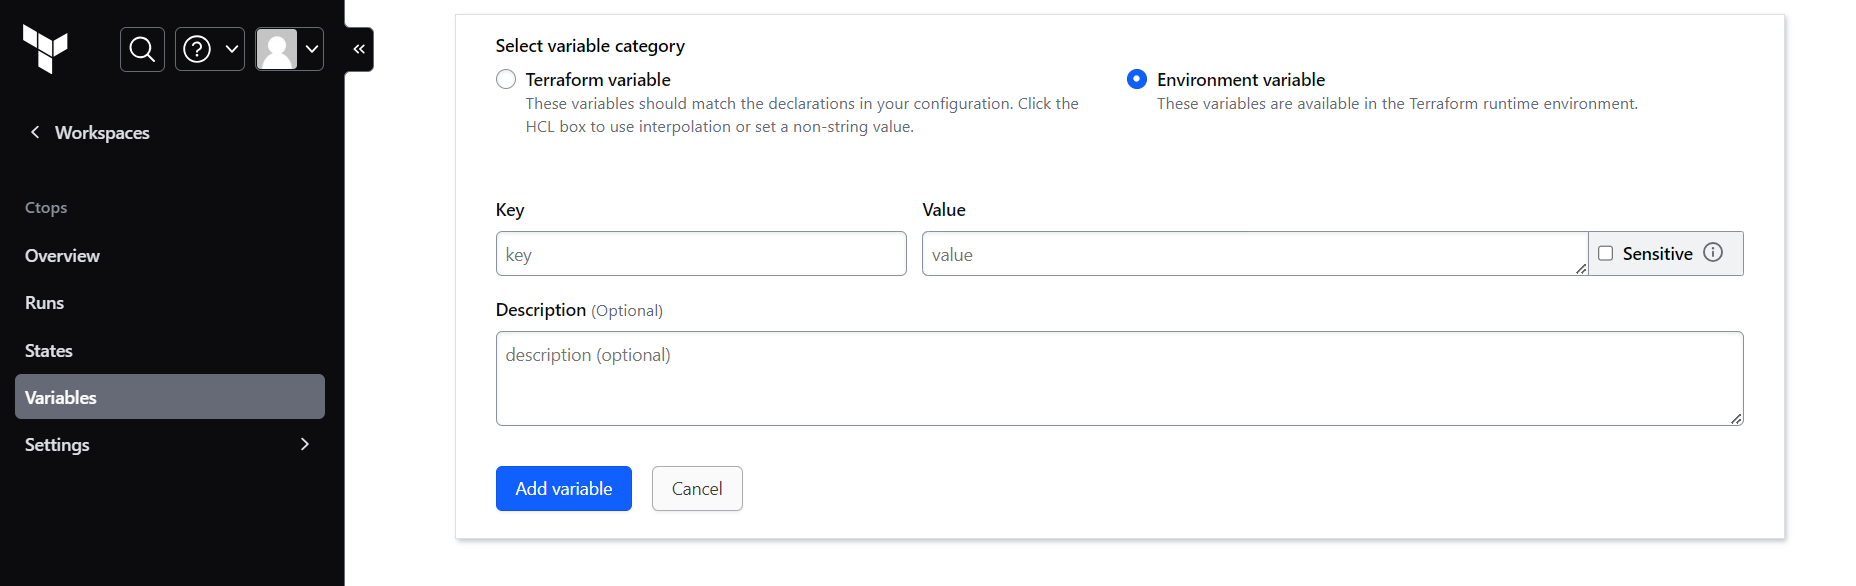 Workspaces
Ctops
Overview
Runs
States
Variables
Settings
Select variable category
Terraform variable
These variables should match the declarations in your configuration. Click the
HCL box to use interpolation or set a non-string value.
Environment variable
These variables are available in the Terraform runtime environment.
Key
key
Value
value
Sensitive
Description (Optional)
description (optional)
Add variable
Cancel